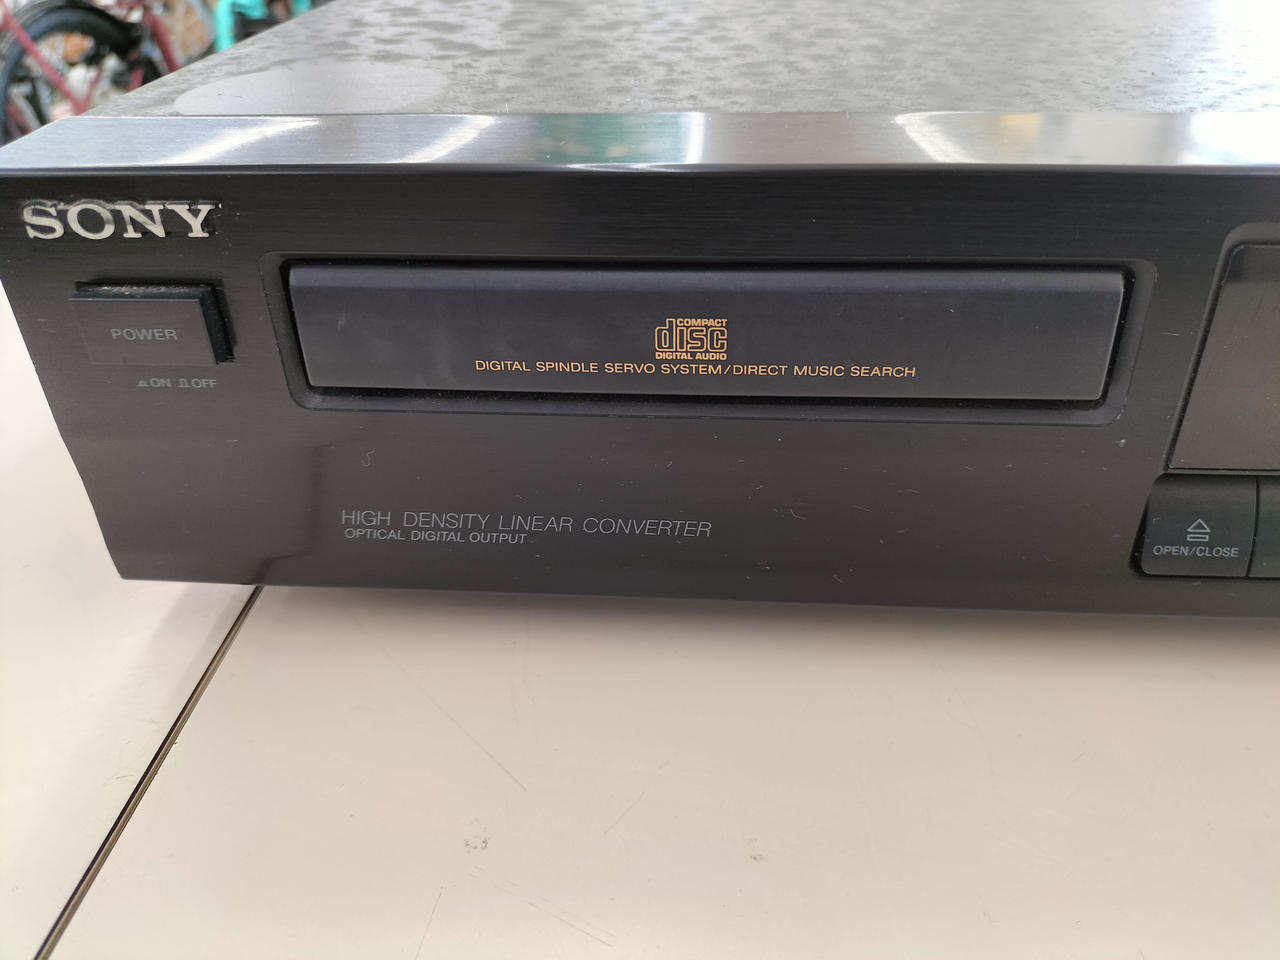 SONY
POWER
ON OFF
COMPACT
disc
DIGITAL AUDIO
DIGITAL SPINDLE SERVO SYSTEM/DIRECT MUSIC SEARCH
HIGH DENSITY LINEAR CONVERTER
OPTICAL DIGITAL OUTPUT
OPEN/CLOSE